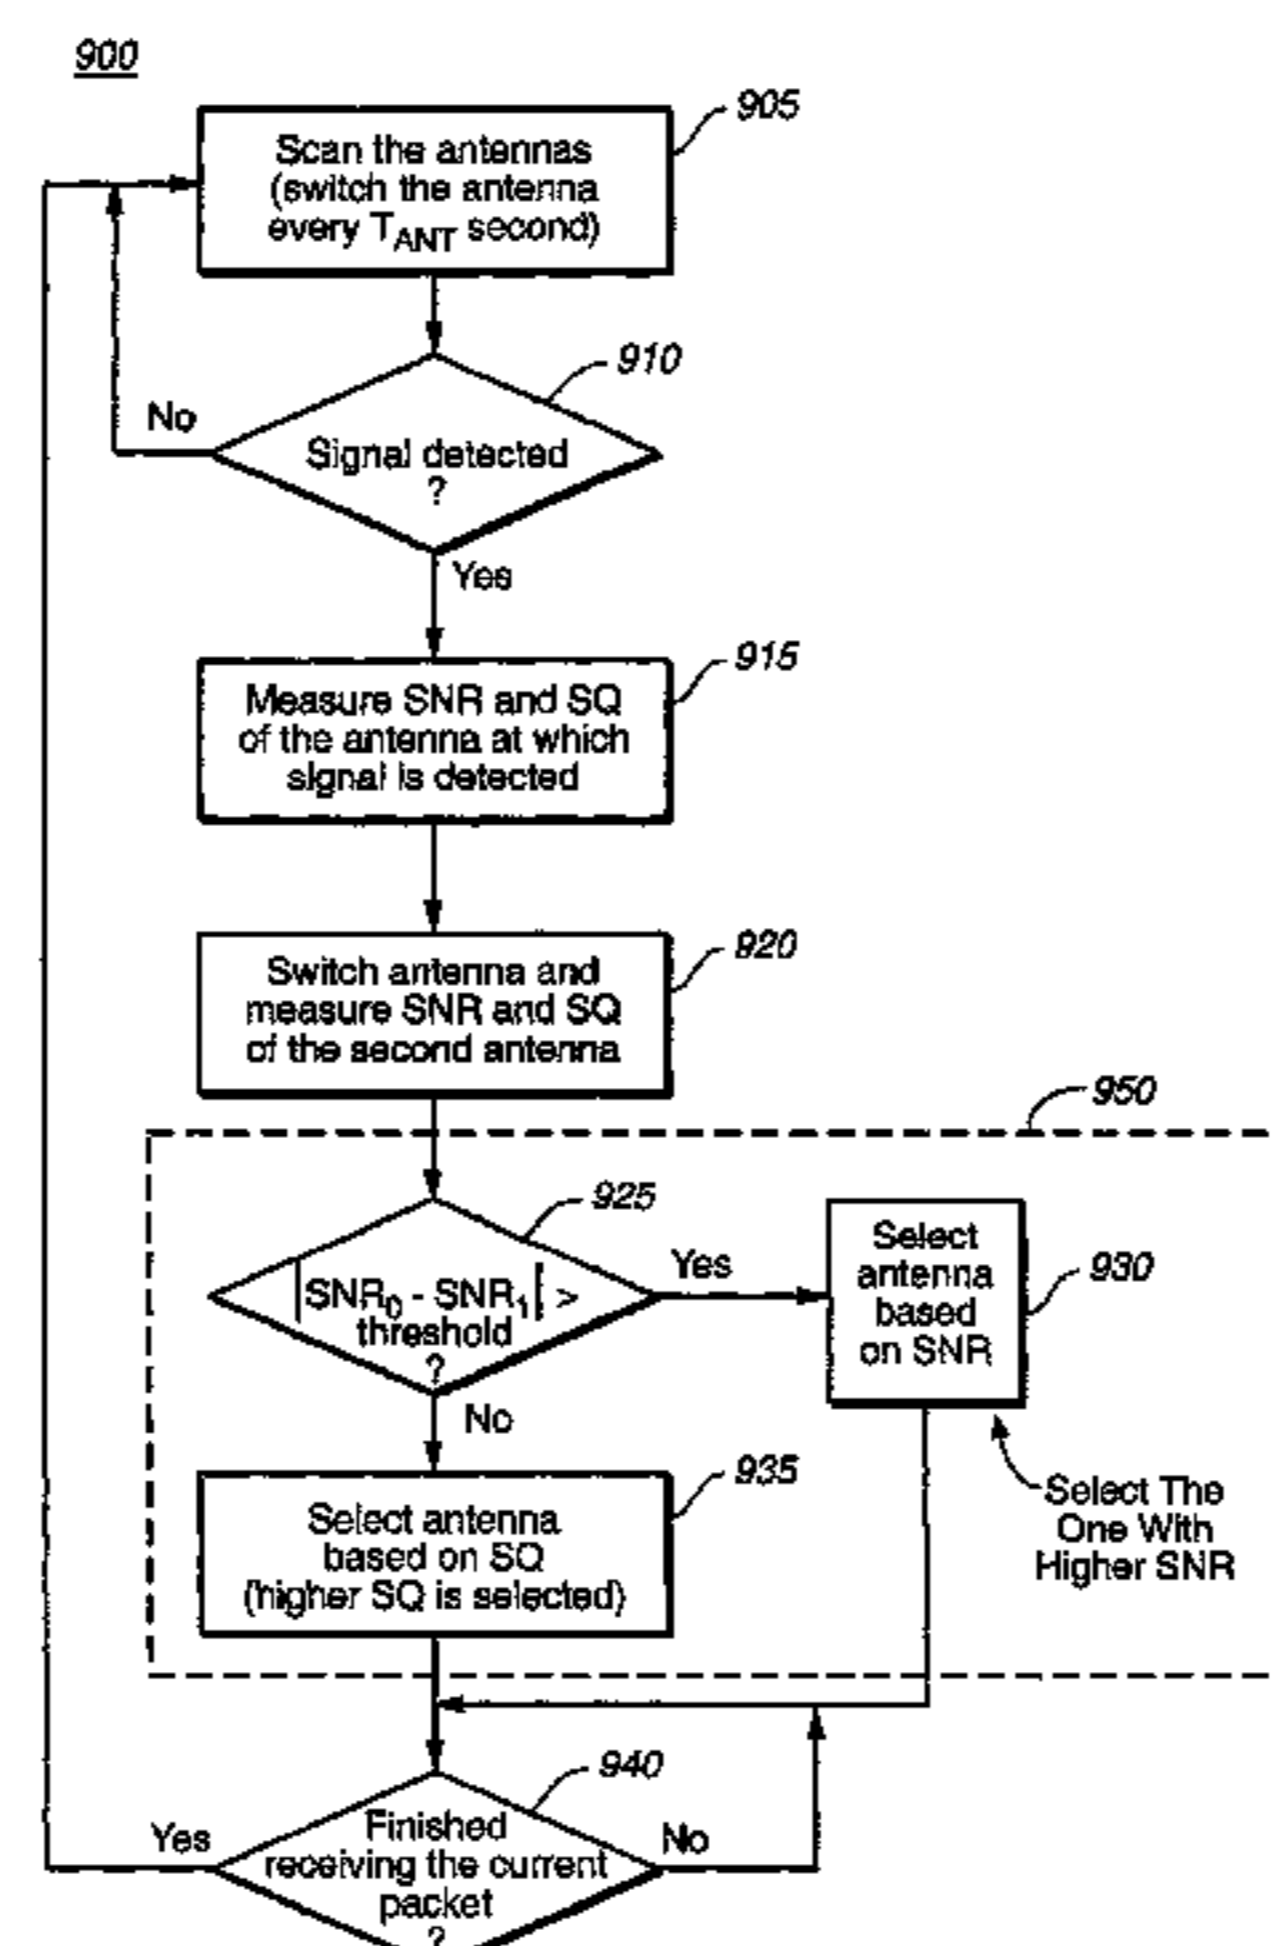 900
905
Scan the antennas
(switch the antenna
every TANT second)
910
No
Signal detected
?
Yes
915
Measure SNR and SQ
of the antenna at which
signal is detected
920
Switch antenna and
measure SNR and SQ
of the second antenna
950
925
|SNR0 - SNR1| >
threshold
?
Yes
Select
antenna
based
on SNR
930
No
935
Select antenna
based on SQ
(higher SQ is selected)
Select The
One With
Higher SNR
940
Yes
Finished
receiving the current
packet
?
No